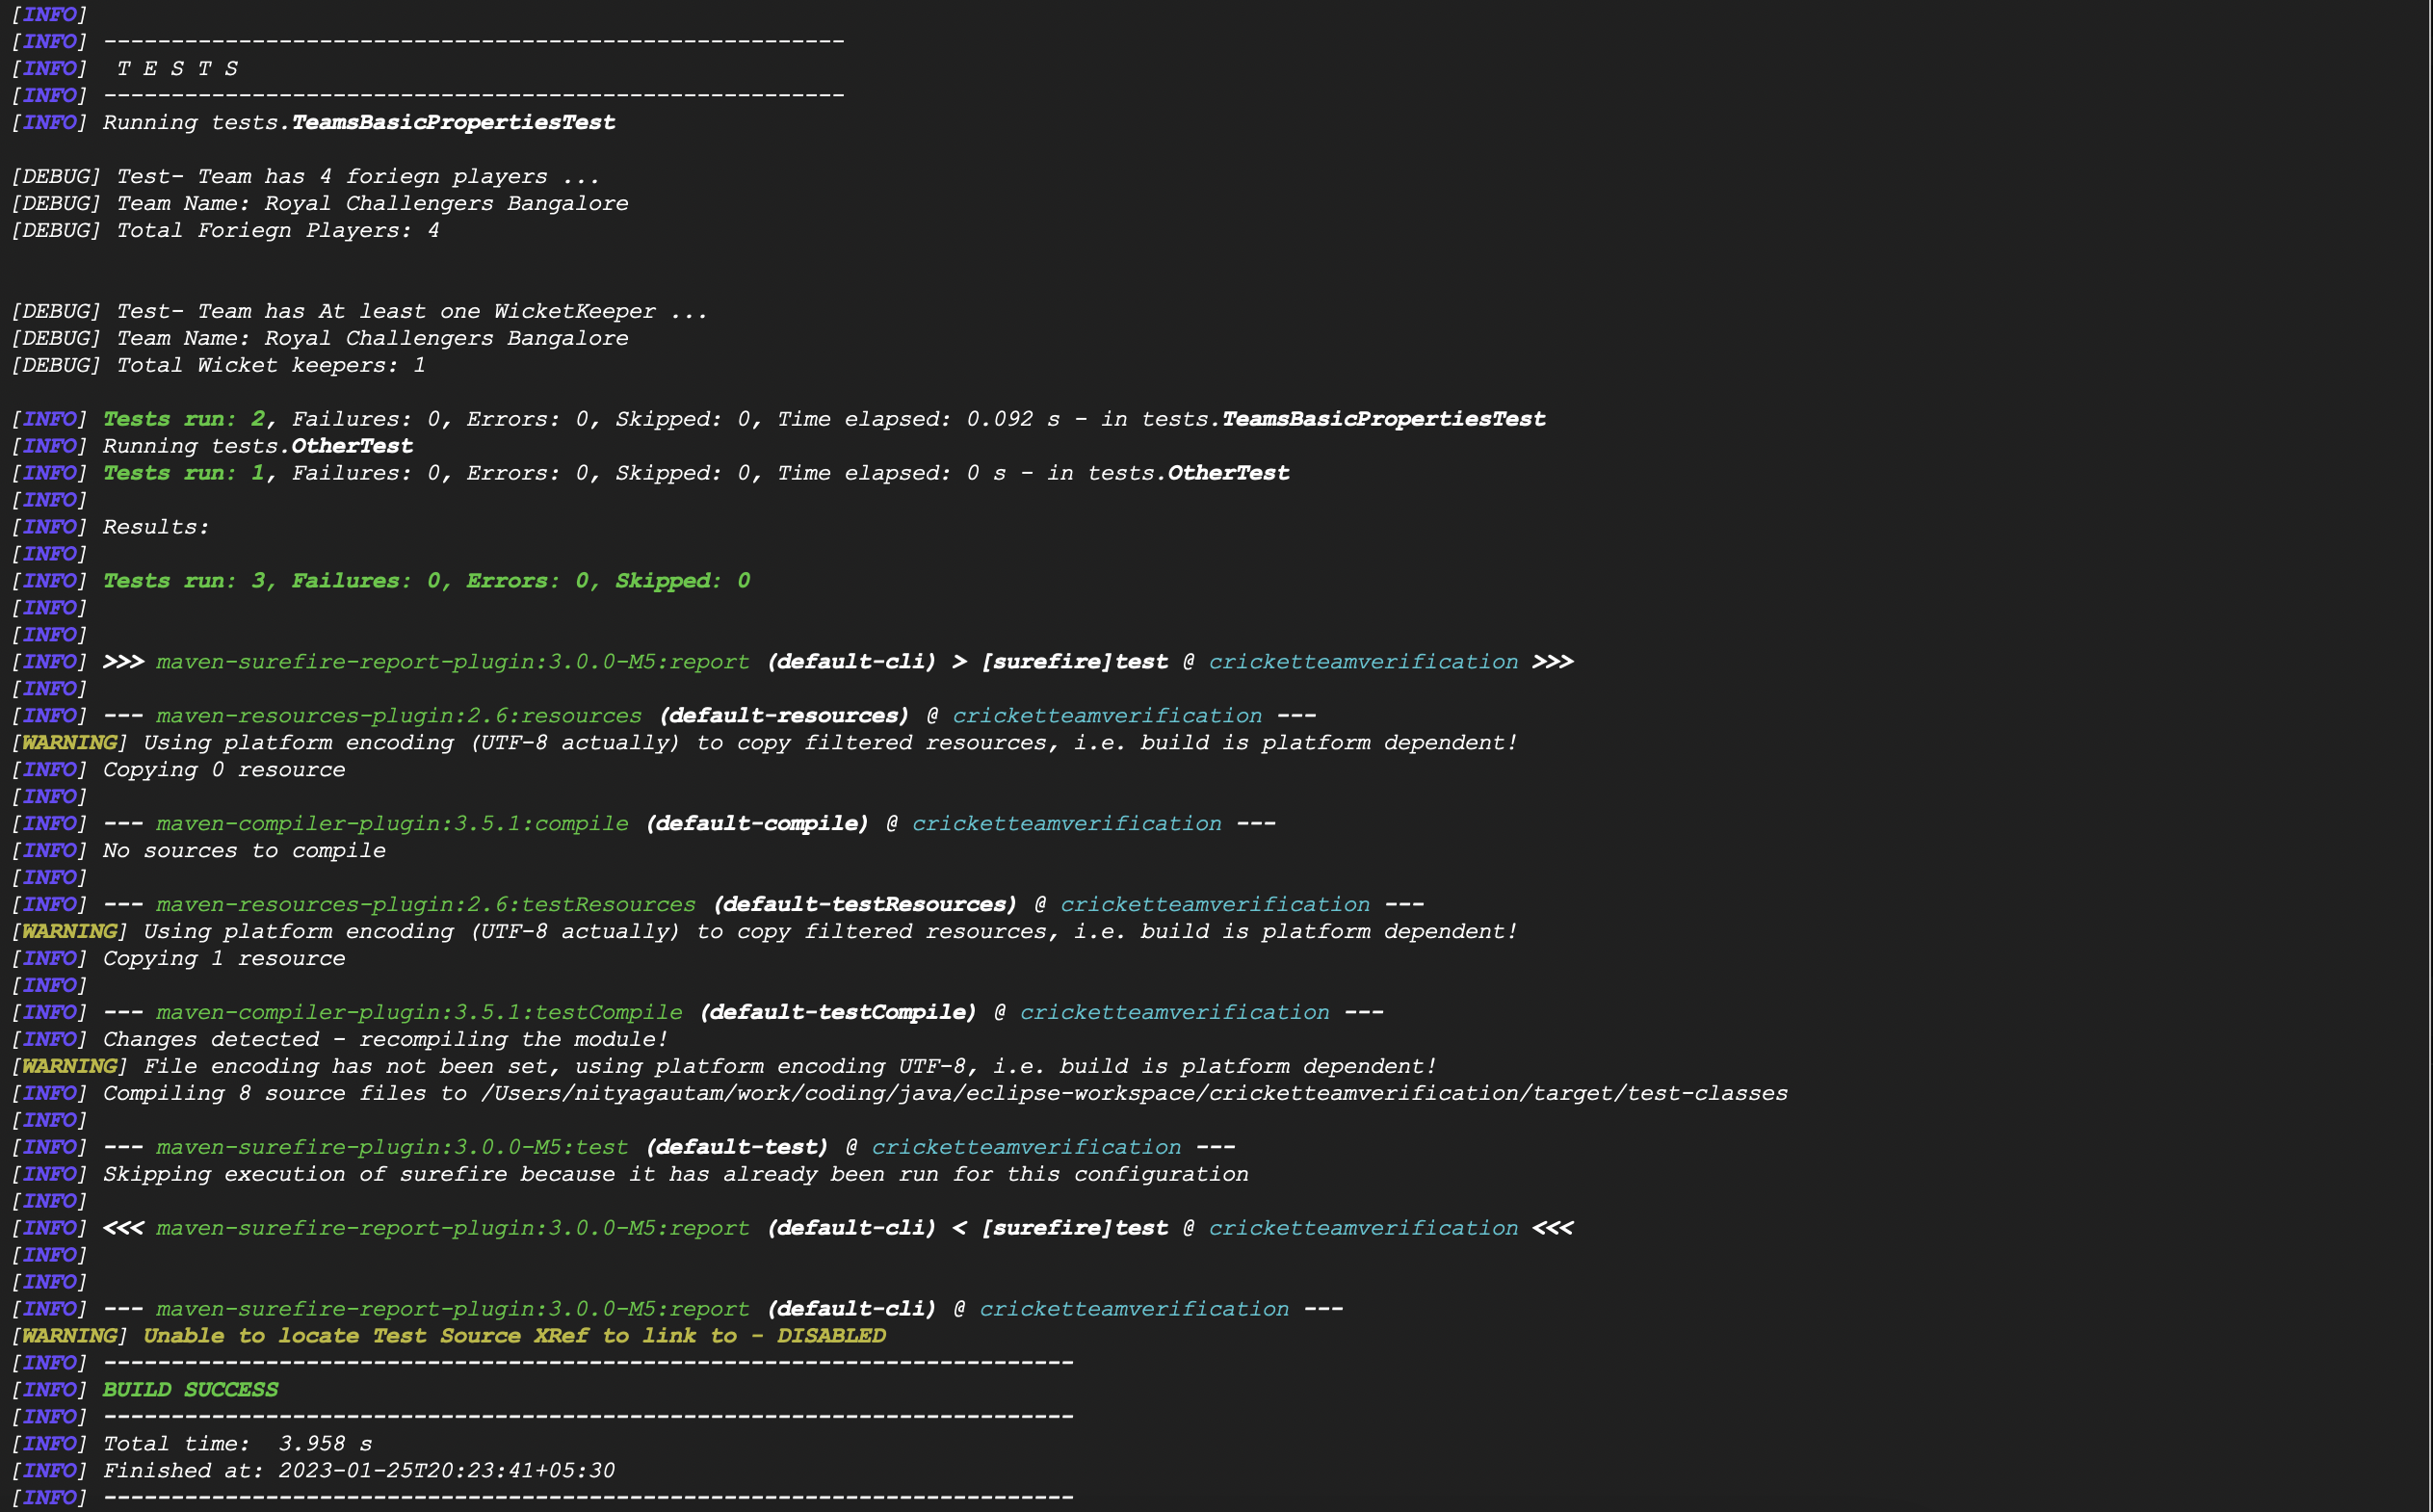 [INFO]
[INFO] -------------------------------------------------------
[INFO]  T E S T S
[INFO] -------------------------------------------------------
[INFO] Running tests.TeamsBasicPropertiesTest
[DEBUG] Test- Team has 4 foriegn players ...
[DEBUG] Team Name: Royal Challengers Bangalore
[DEBUG] Total Foriegn Players: 4
[DEBUG] Test- Team has At least one WicketKeeper ...
[DEBUG] Team Name: Royal Challengers Bangalore
[DEBUG] Total Wicket keepers: 1
[INFO] Tests run: 2, Failures: 0, Errors: 0, Skipped: 0, Time elapsed: 0.092 s - in tests.TeamsBasicPropertiesTest
[INFO] Running tests.OtherTest
[INFO] Tests run: 1, Failures: 0, Errors: 0, Skipped: 0, Time elapsed: 0 s - in tests.OtherTest
[INFO]
[INFO] Results:
[INFO]
[INFO] Tests run: 3, Failures: 0, Errors: 0, Skipped: 0
[INFO]
[INFO]
[INFO] >>> maven-surefire-report-plugin:3.0.0-M5:report (default-cli) > [surefire]test @ cricketteamverification >>>
[INFO]
[INFO] --- maven-resources-plugin:2.6:resources (default-resources) @ cricketteamverification ---
[WARNING] Using platform encoding (UTF-8 actually) to copy filtered resources, i.e. build is platform dependent!
[INFO] Copying 0 resource
[INFO]
[INFO] --- maven-compiler-plugin:3.5.1:compile (default-compile) @ cricketteamverification ---
[INFO] No sources to compile
[INFO]
[INFO] --- maven-resources-plugin:2.6:testResources (default-testResources) @ cricketteamverification ---
[WARNING] Using platform encoding (UTF-8 actually) to copy filtered resources, i.e. build is platform dependent!
[INFO] Copying 1 resource
[INFO]
[INFO] --- maven-compiler-plugin:3.5.1:testCompile (default-testCompile) @ cricketteamverification ---
[INFO] Changes detected - recompiling the module!
[WARNING] File encoding has not been set, using platform encoding UTF-8, i.e. build is platform dependent!
[INFO] Compiling 8 source files to /Users/nityagautam/work/coding/java/eclipse-workspace/cricketteamverification/target/test-classes
[INFO]
[INFO] --- maven-surefire-plugin:3.0.0-M5:test (default-test) @ cricketteamverification ---
[INFO] Skipping execution of surefire because it has already been run for this configuration
[INFO]
[INFO] <<< maven-surefire-report-plugin:3.0.0-M5:report (default-cli) < [surefire]test @ cricketteamverification <<<
[INFO]
[INFO]
[INFO] --- maven-surefire-report-plugin:3.0.0-M5:report (default-cli) @ cricketteamverification ---
[WARNING] Unable to locate Test Source XRef to link to - DISABLED
[INFO] ------------------------------------------------------------------------
[INFO] BUILD SUCCESS
[INFO] ------------------------------------------------------------------------
[INFO] Total time:  3.958 s
[INFO] Finished at: 2023-01-25T20:23:41+05:30
[INFO] ------------------------------------------------------------------------